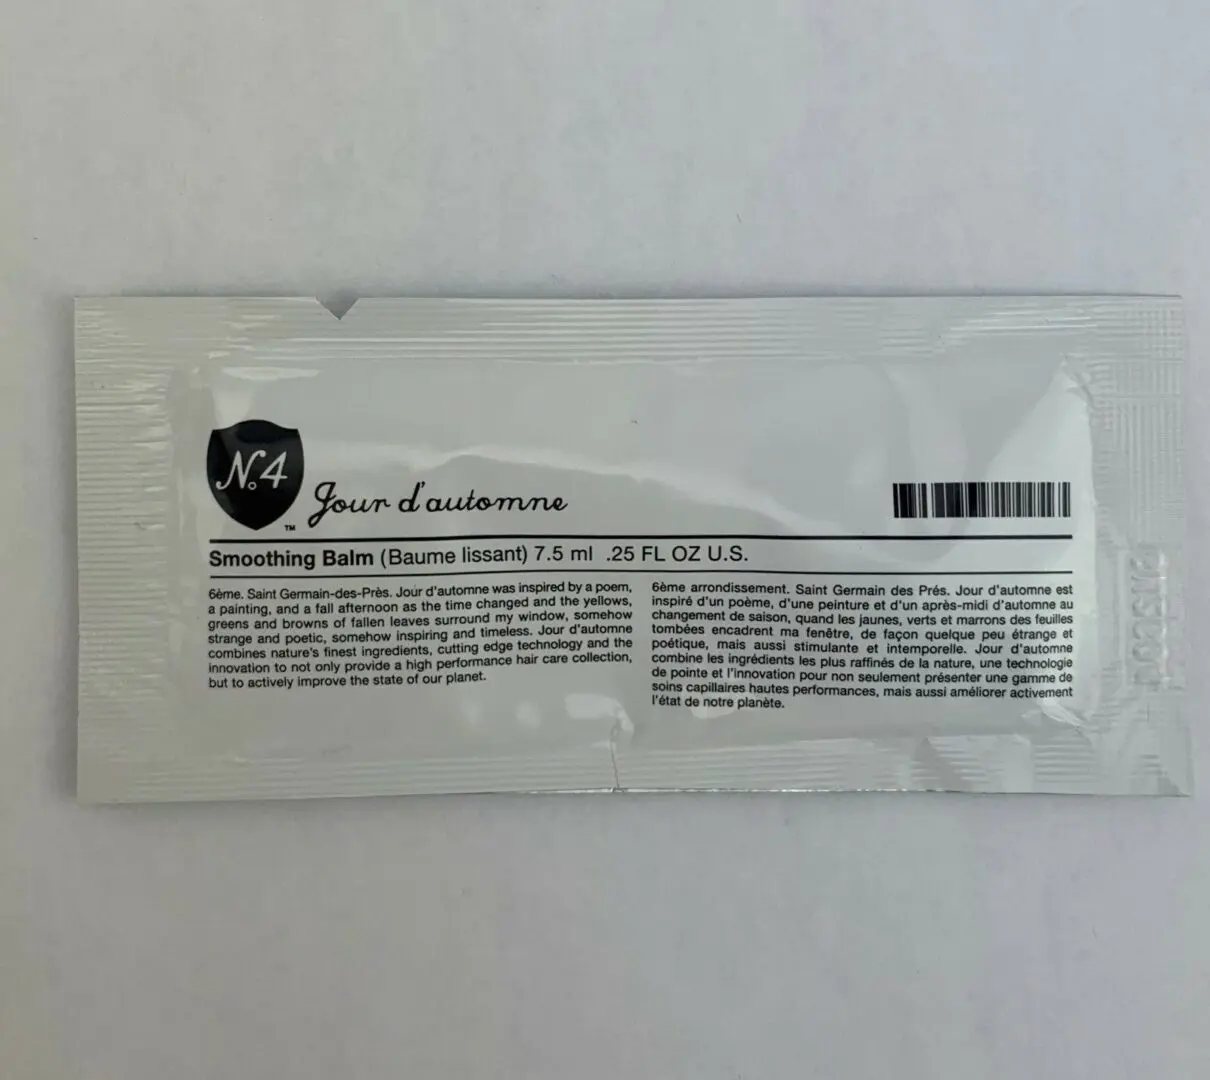 N.o4
TM
Jour d'automne
Smoothing Balm (Baume lissant) 7.5 ml .25 FL OZ U.S.
6éme. Saint Germain-des-Près. Jour d'automne was inspired by a poem,
a painting, and a fall afternoon as the time changed and the yellows,
greens and browns of fallen leaves surround my window, somehow
strange and poetic, somehow inspiring and timeless. Jour d'automne
combines nature's finest ingredients, cutting edge technology and the
innovation to not only provide a high performance hair care collection,
but to actively improve the state of our planet.
6ème arrondissement. Saint Germain des Prés. Jour d'automne est
inspiré d'un poème, d'une peinture et d'un après-midi d'automne au
changement de saison, quand les jaunes, verts et marrons des feuilles
tombées encadrent ma fenêtre, de façon quelque peu étrange et
poétique, mais aussi stimulante et intemporelle. Jour d'automne
combine les ingrédients les plus raffinés de la nature, une technologie
de pointe et l'innovation pour non seulement présenter une gamme de
soins capillaires hautes performances, mais aussi améliorer activement
l'état de notre planète.